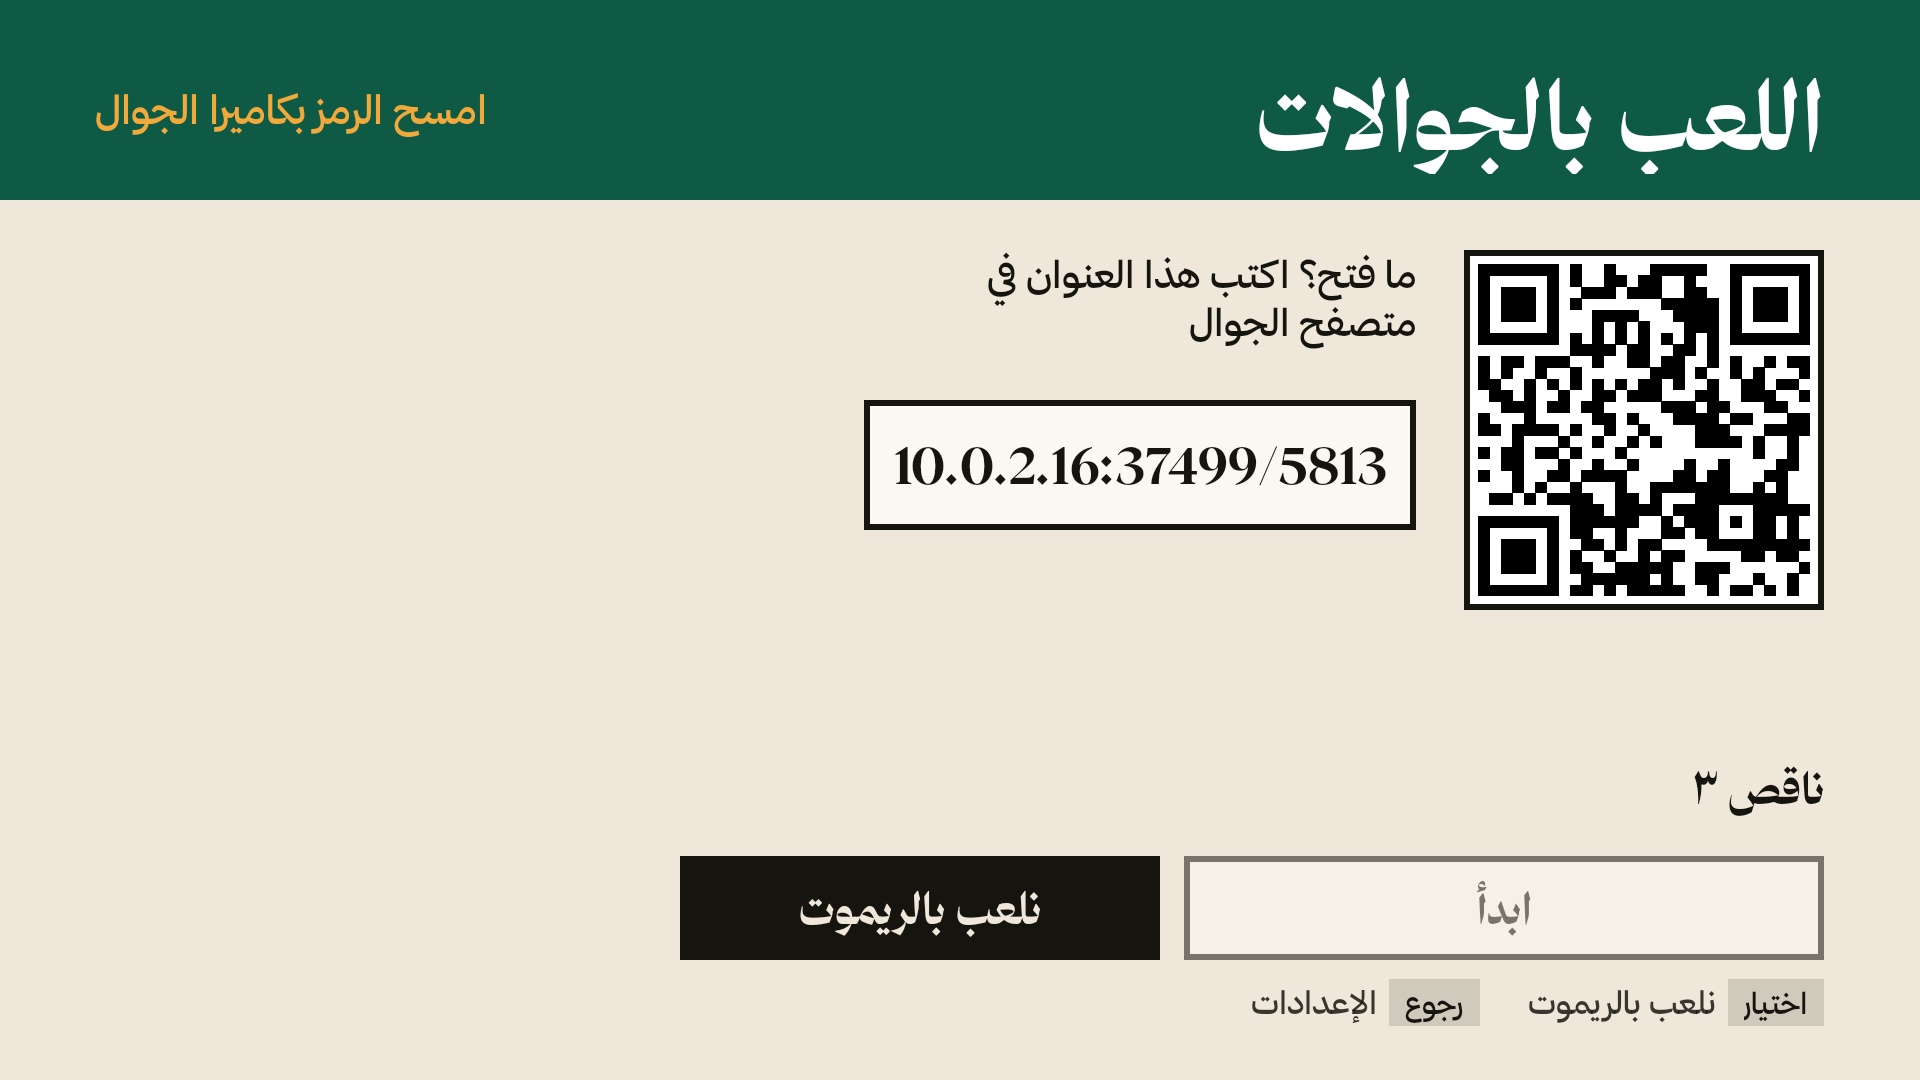 اللعب بالجوالات
امسح الرمز بكاميرا الجوال
ما فتح؟ اكتب هذا العنوان في
متصفح الجوال
10.0.2.16:37499/5813
ناقص ٣
ابدأ
نلعب بالريموت
اختيار نلعب بالريموت رجوع الإعدادات